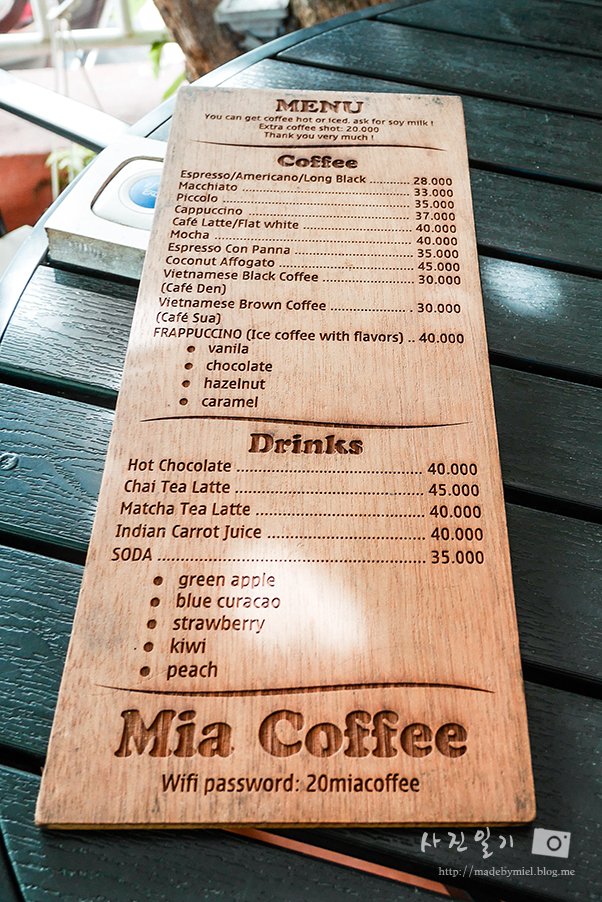 MENU
You can get coffee hot or iced. ask for soy milk !
Extra coffee shot: 20.000
Thank you very much !
Coffee
Espresso/Americano/Long Black ............ 28.000
Macchiato ............ 33.000
Piccolo ............ 35.000
Cappuccino ............ 37.000
Café Latte/Flat white ............ 40.000
Mocha ............ 40.000
Espresso Con Panna ............ 35.000
Coconut Affogato ............ 45.000
Vietnamese Black Coffee ............ 30.000
(Café Den)
Vietnamese Brown Coffee ............ 30.000
(Café Sua)
FRAPPUCCINO (Ice coffee with flavors) .. 40.000
• vanila
• chocolate
• hazelnut
• caramel
Drinks
Hot Chocolate ............ 40.000
Chai Tea Latte ............ 45.000
Matcha Tea Latte ............ 40.000
Indian Carrot Juice ............ 40.000
SODA ............ 35.000
• green apple
• blue curacao
• strawberry
• kiwi
• peach
Mia Coffee
Wifi password: 20miacoffee
사진일기
http://madebymiel.blog.me